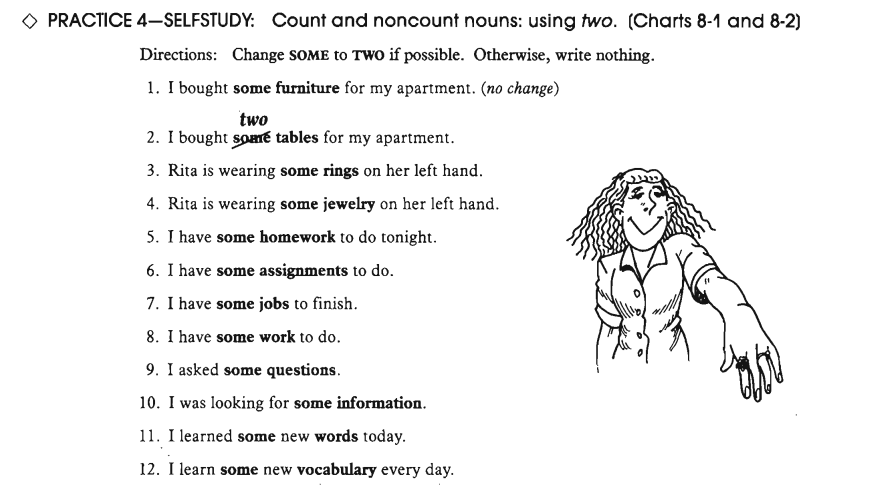 ◇ PRACTICE 4—SELFSTUDY: Count and noncount nouns: using two. (Charts 8-1 and 8-2)
Directions: Change SOME to TWO if possible. Otherwise, write nothing.
1. I bought some furniture for my apartment. (no change)
two
2. I bought some tables for my apartment.
3. Rita is wearing some rings on her left hand.
4. Rita is wearing some jewelry on her left hand.
5. I have some homework to do tonight.
6. I have some assignments to do.
7. I have some jobs to finish.
8. I have some work to do.
9. I asked some questions.
10. I was looking for some information.
11. I learned some new words today.
12. I learn some new vocabulary every day.